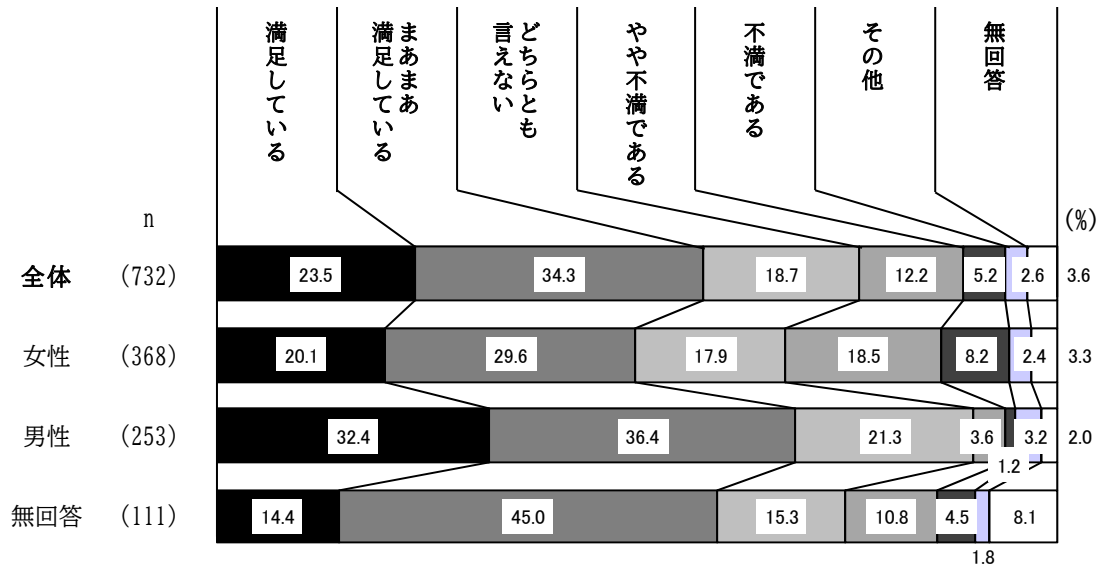 満足している
まあまあ
満足している
どちらとも
言えない
やや不満である
不満である
その他
無回答
n
(%)
全体 (732) 23.5 34.3 18.7 12.2 5.2 2.6 3.6
女性 (368) 20.1 29.6 17.9 18.5 8.2 2.4 3.3
男性 (253) 32.4 36.4 21.3 3.6 1.2 3.2 2.0
無回答 (111) 14.4 45.0 15.3 10.8 4.5 1.8 8.1